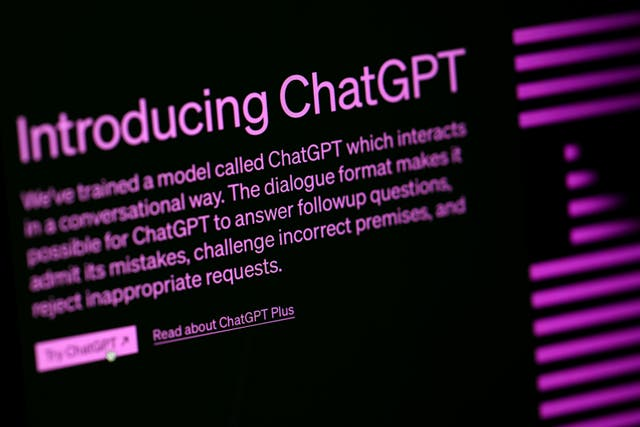 Introducing ChatGPT
We've trained a model called ChatGPT which interacts
in a conversational way. The dialogue format makes it
possible for ChatGPT to answer followup questions,
admit its mistakes, challenge incorrect premises, and
reject inappropriate requests.
Try ChatGPT ↗
Read about ChatGPT Plus